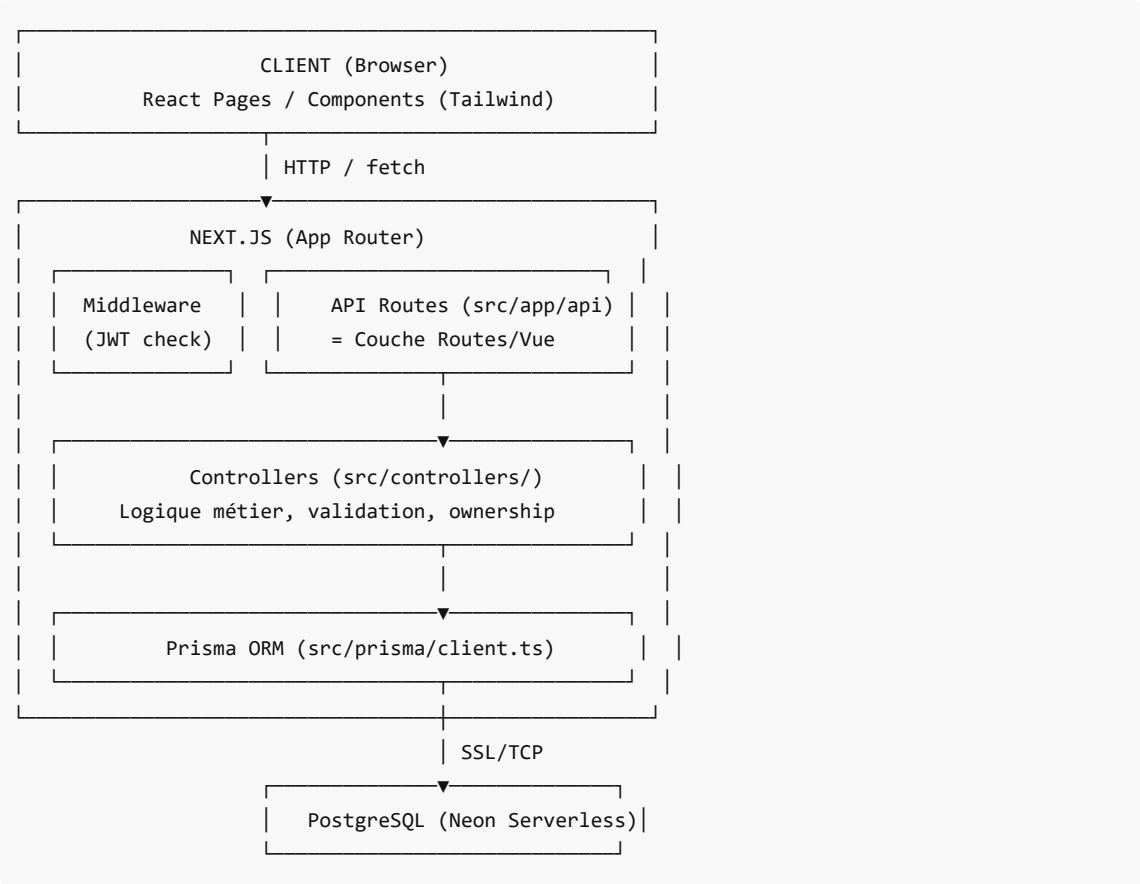 CLIENT (Browser)
React Pages / Components (Tailwind)
HTTP / fetch
NEXT.JS (App Router)
Middleware API Routes (src/app/api)
(JWT check) = Couche Routes/Vue
Controllers (src/controllers/)
Logique métier, validation, ownership
Prisma ORM (src/prisma/client.ts)
SSL/TCP
PostgreSQL (Neon Serverless)